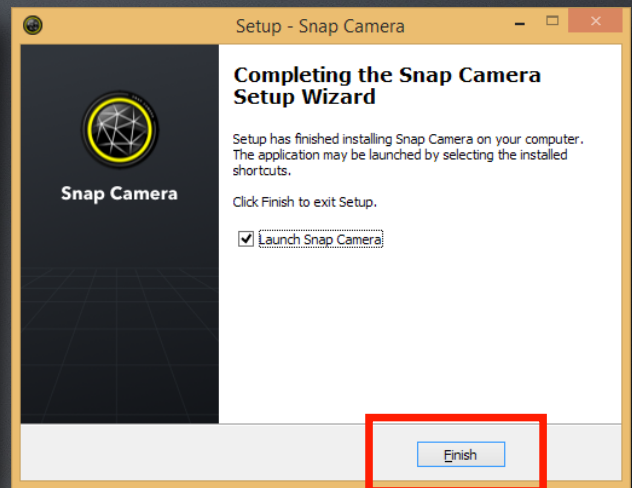 Setup - Snap Camera
Completing the Snap Camera
Setup Wizard
Setup has finished installing Snap Camera on your computer.
The application may be launched by selecting the installed
shortcuts.
Snap Camera
Click Finish to exit Setup.
Launch Snap Camera
Finish